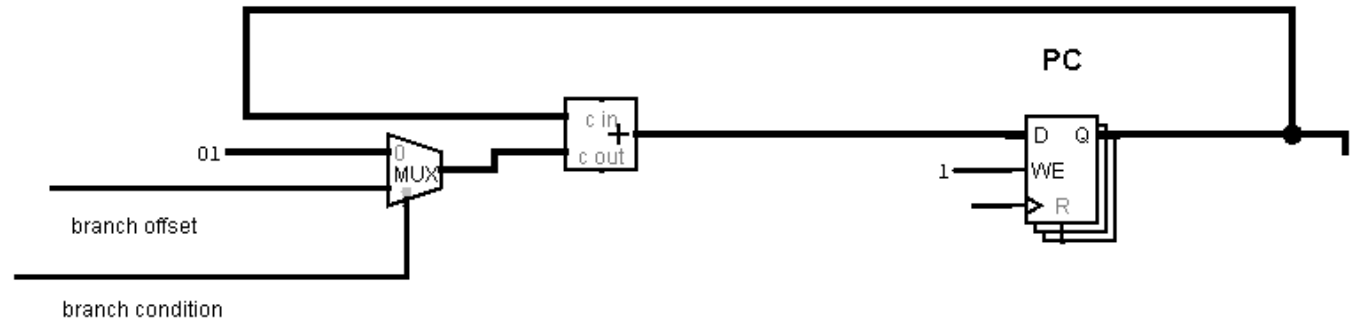 PC
c in
+
D Q
c out
01
0
MUX
1
WE
R
branch offset
branch condition